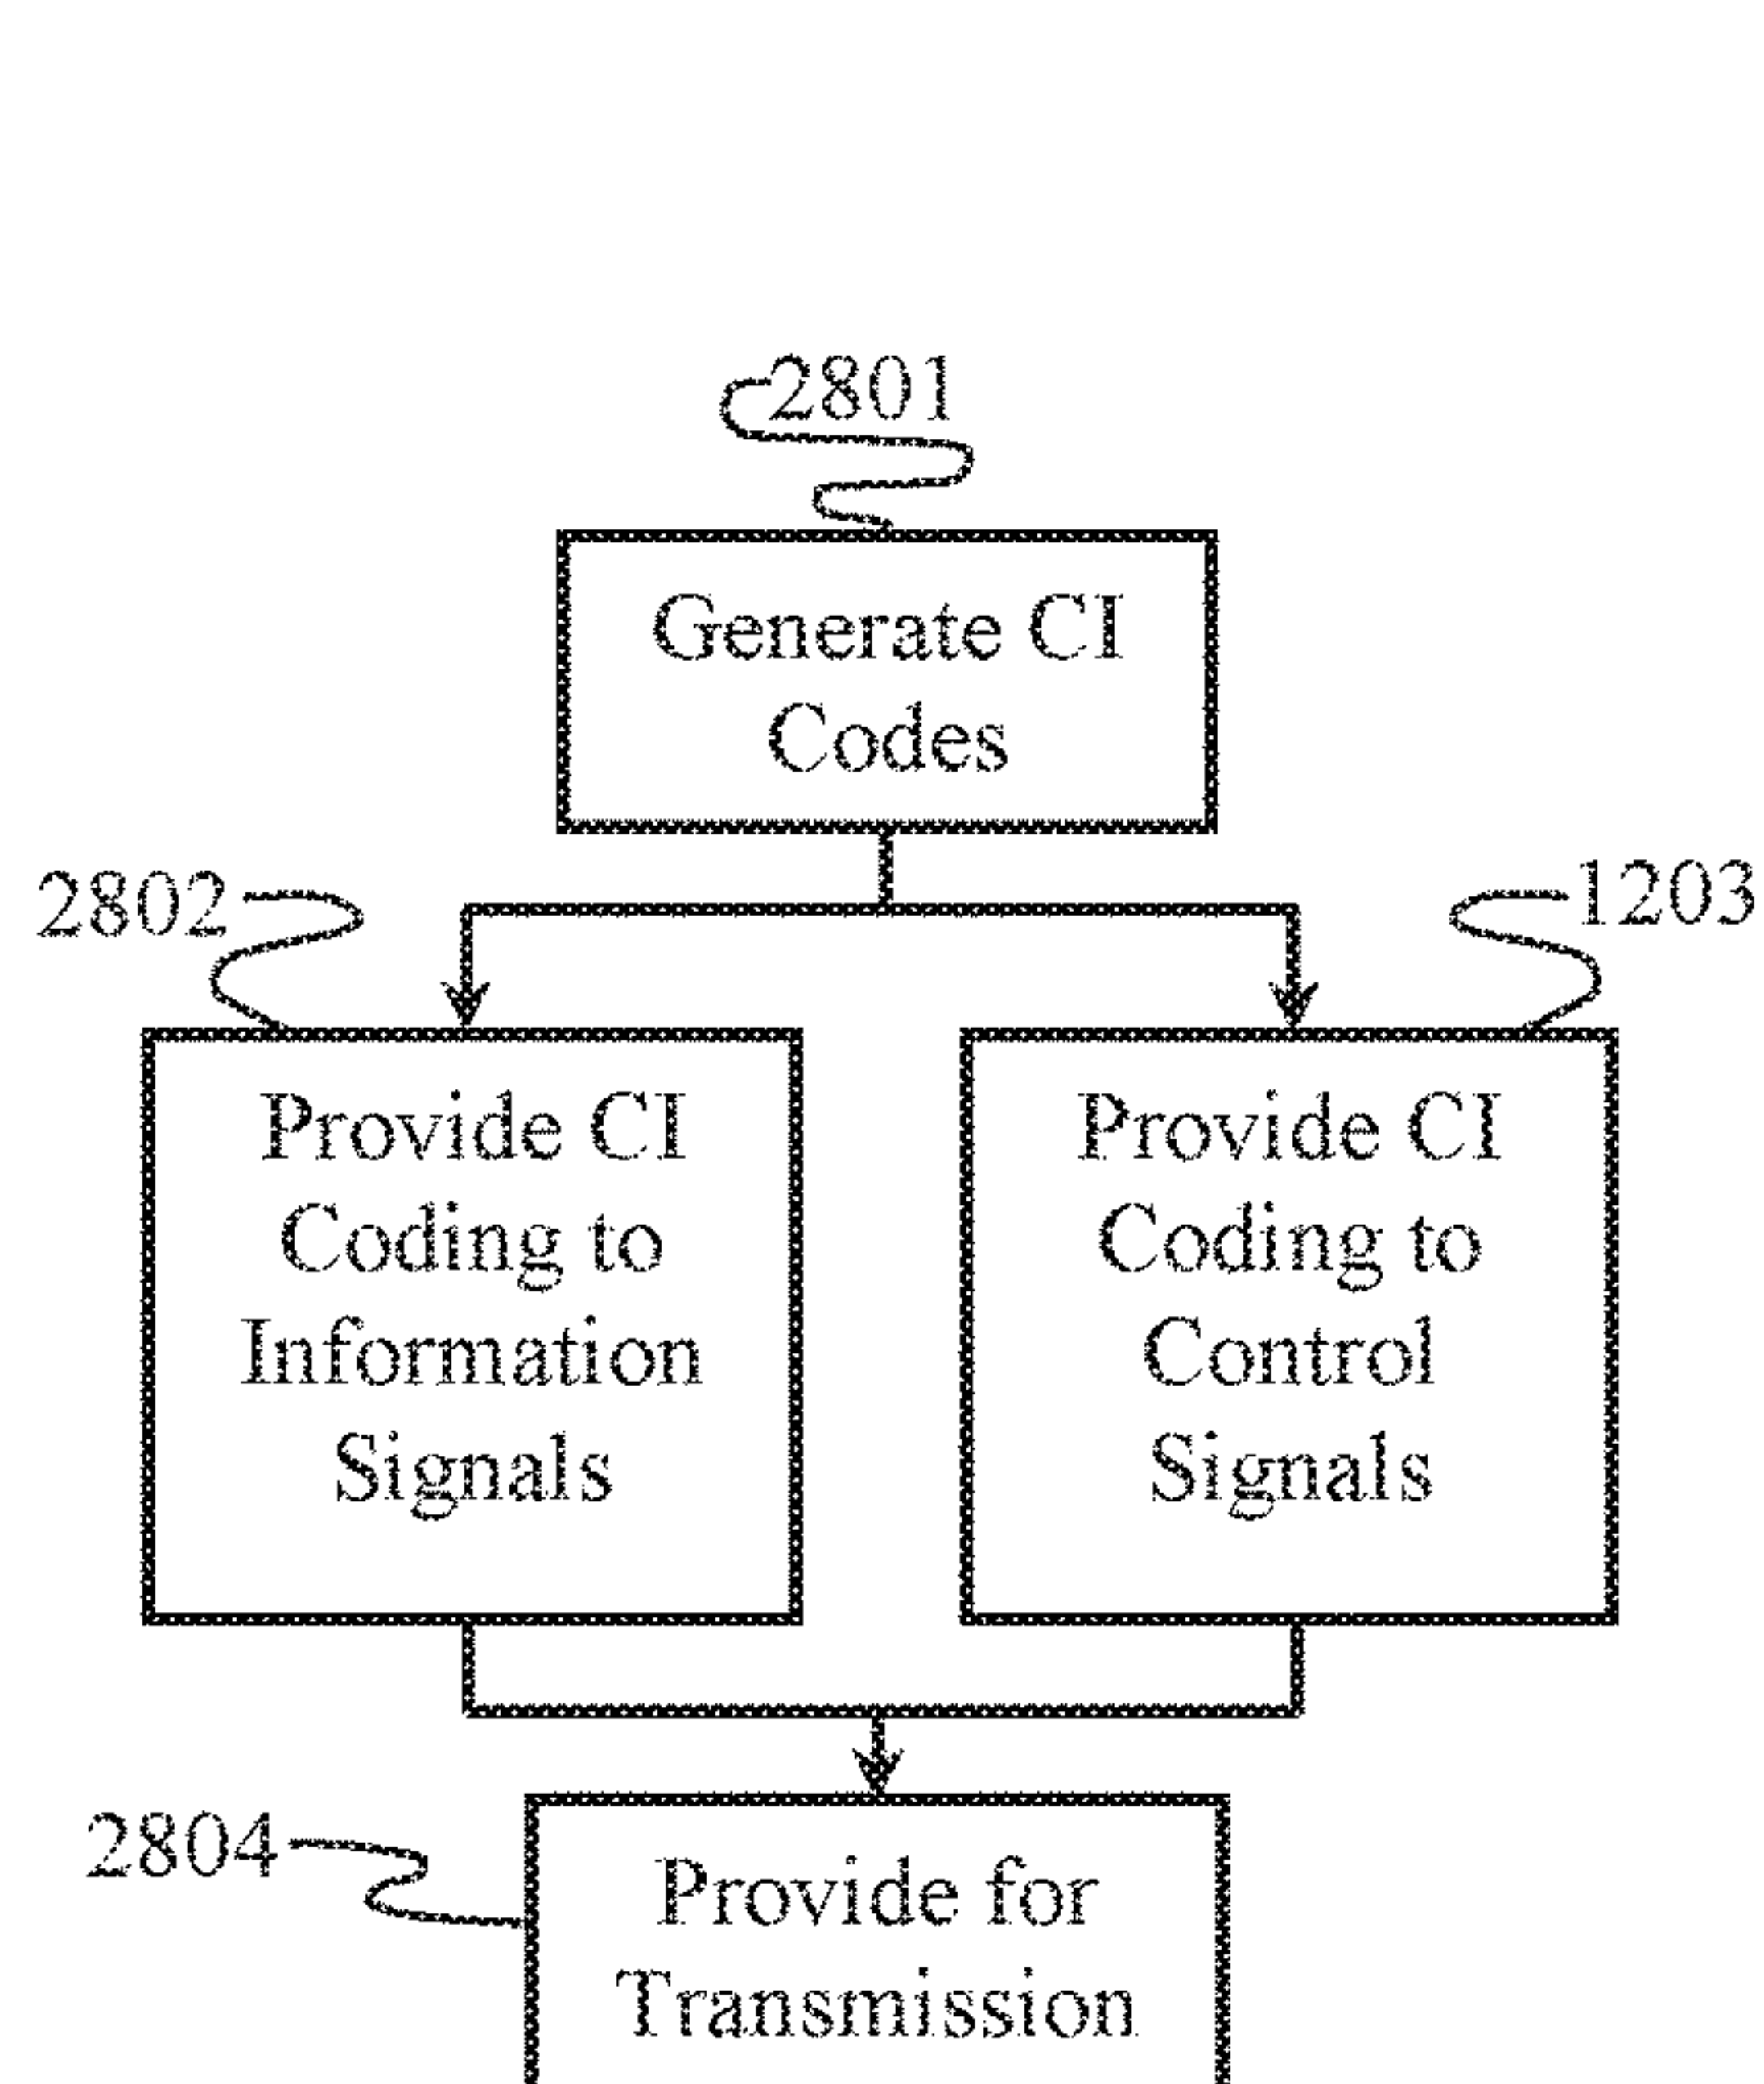 2801
Generate CI
Codes
2802
1203
Provide CI
Coding to
Information
Signals
Provide CI
Coding to
Control
Signals
2804
Provide for
Transmission